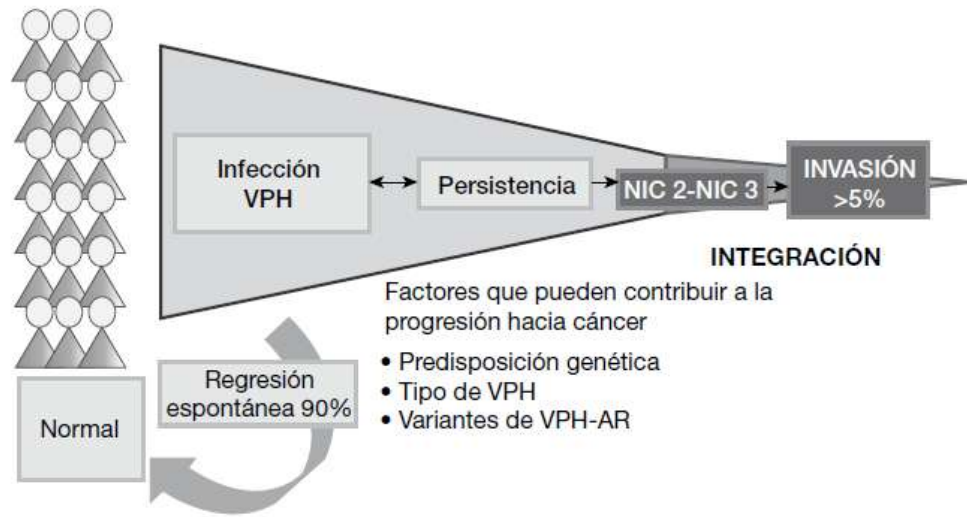 Infección
VPH
Persistencia
NIC 2-NIC 3
INVASIÓN
>5%
INTEGRACIÓN
Factores que pueden contribuir a la
progresión hacia cáncer
• Predisposición genética
• Tipo de VPH
• Variantes de VPH-AR
Regresión
espontánea 90%
Normal